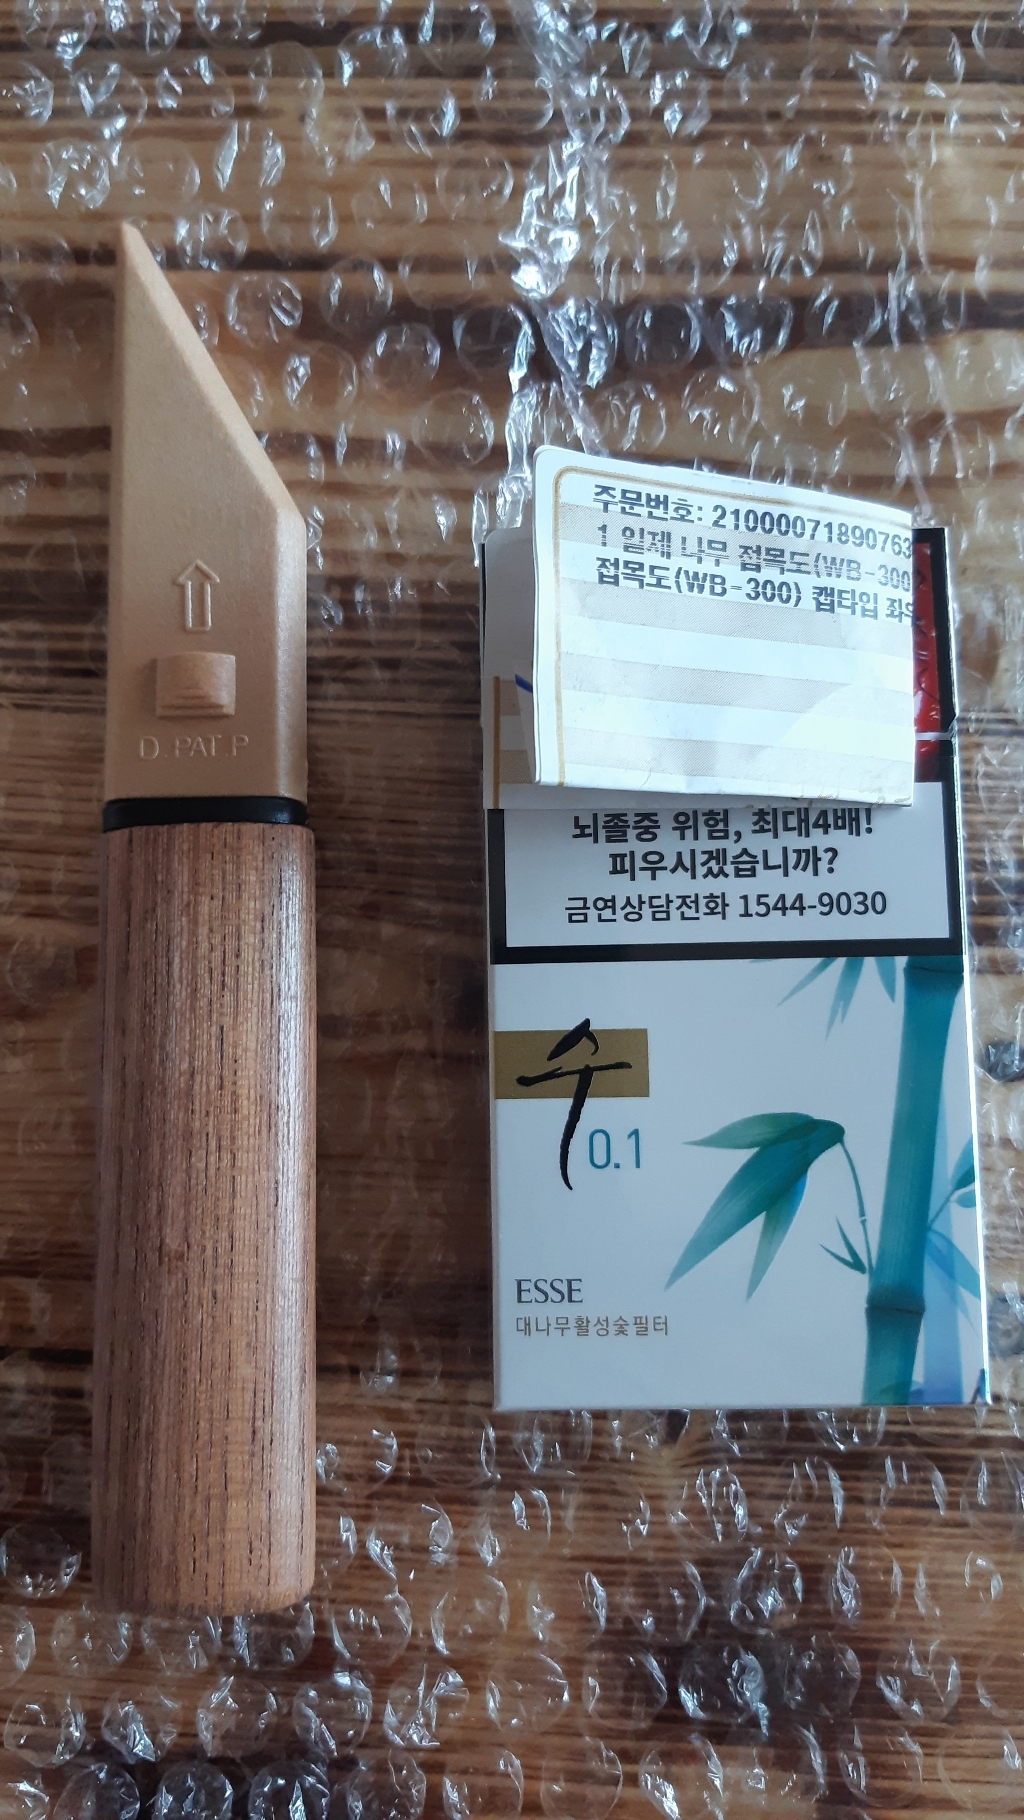 D. PAT. P
주문번호: 21000071890763
1 일제 나무 접목도(WB-300
접목도(WB-300) 캡타입 좌우
뇌졸중 위험, 최대4배!
피우시겠습니까?
금연상담전화 1544-9030
수
0.1
ESSE
대나무활성숯필터